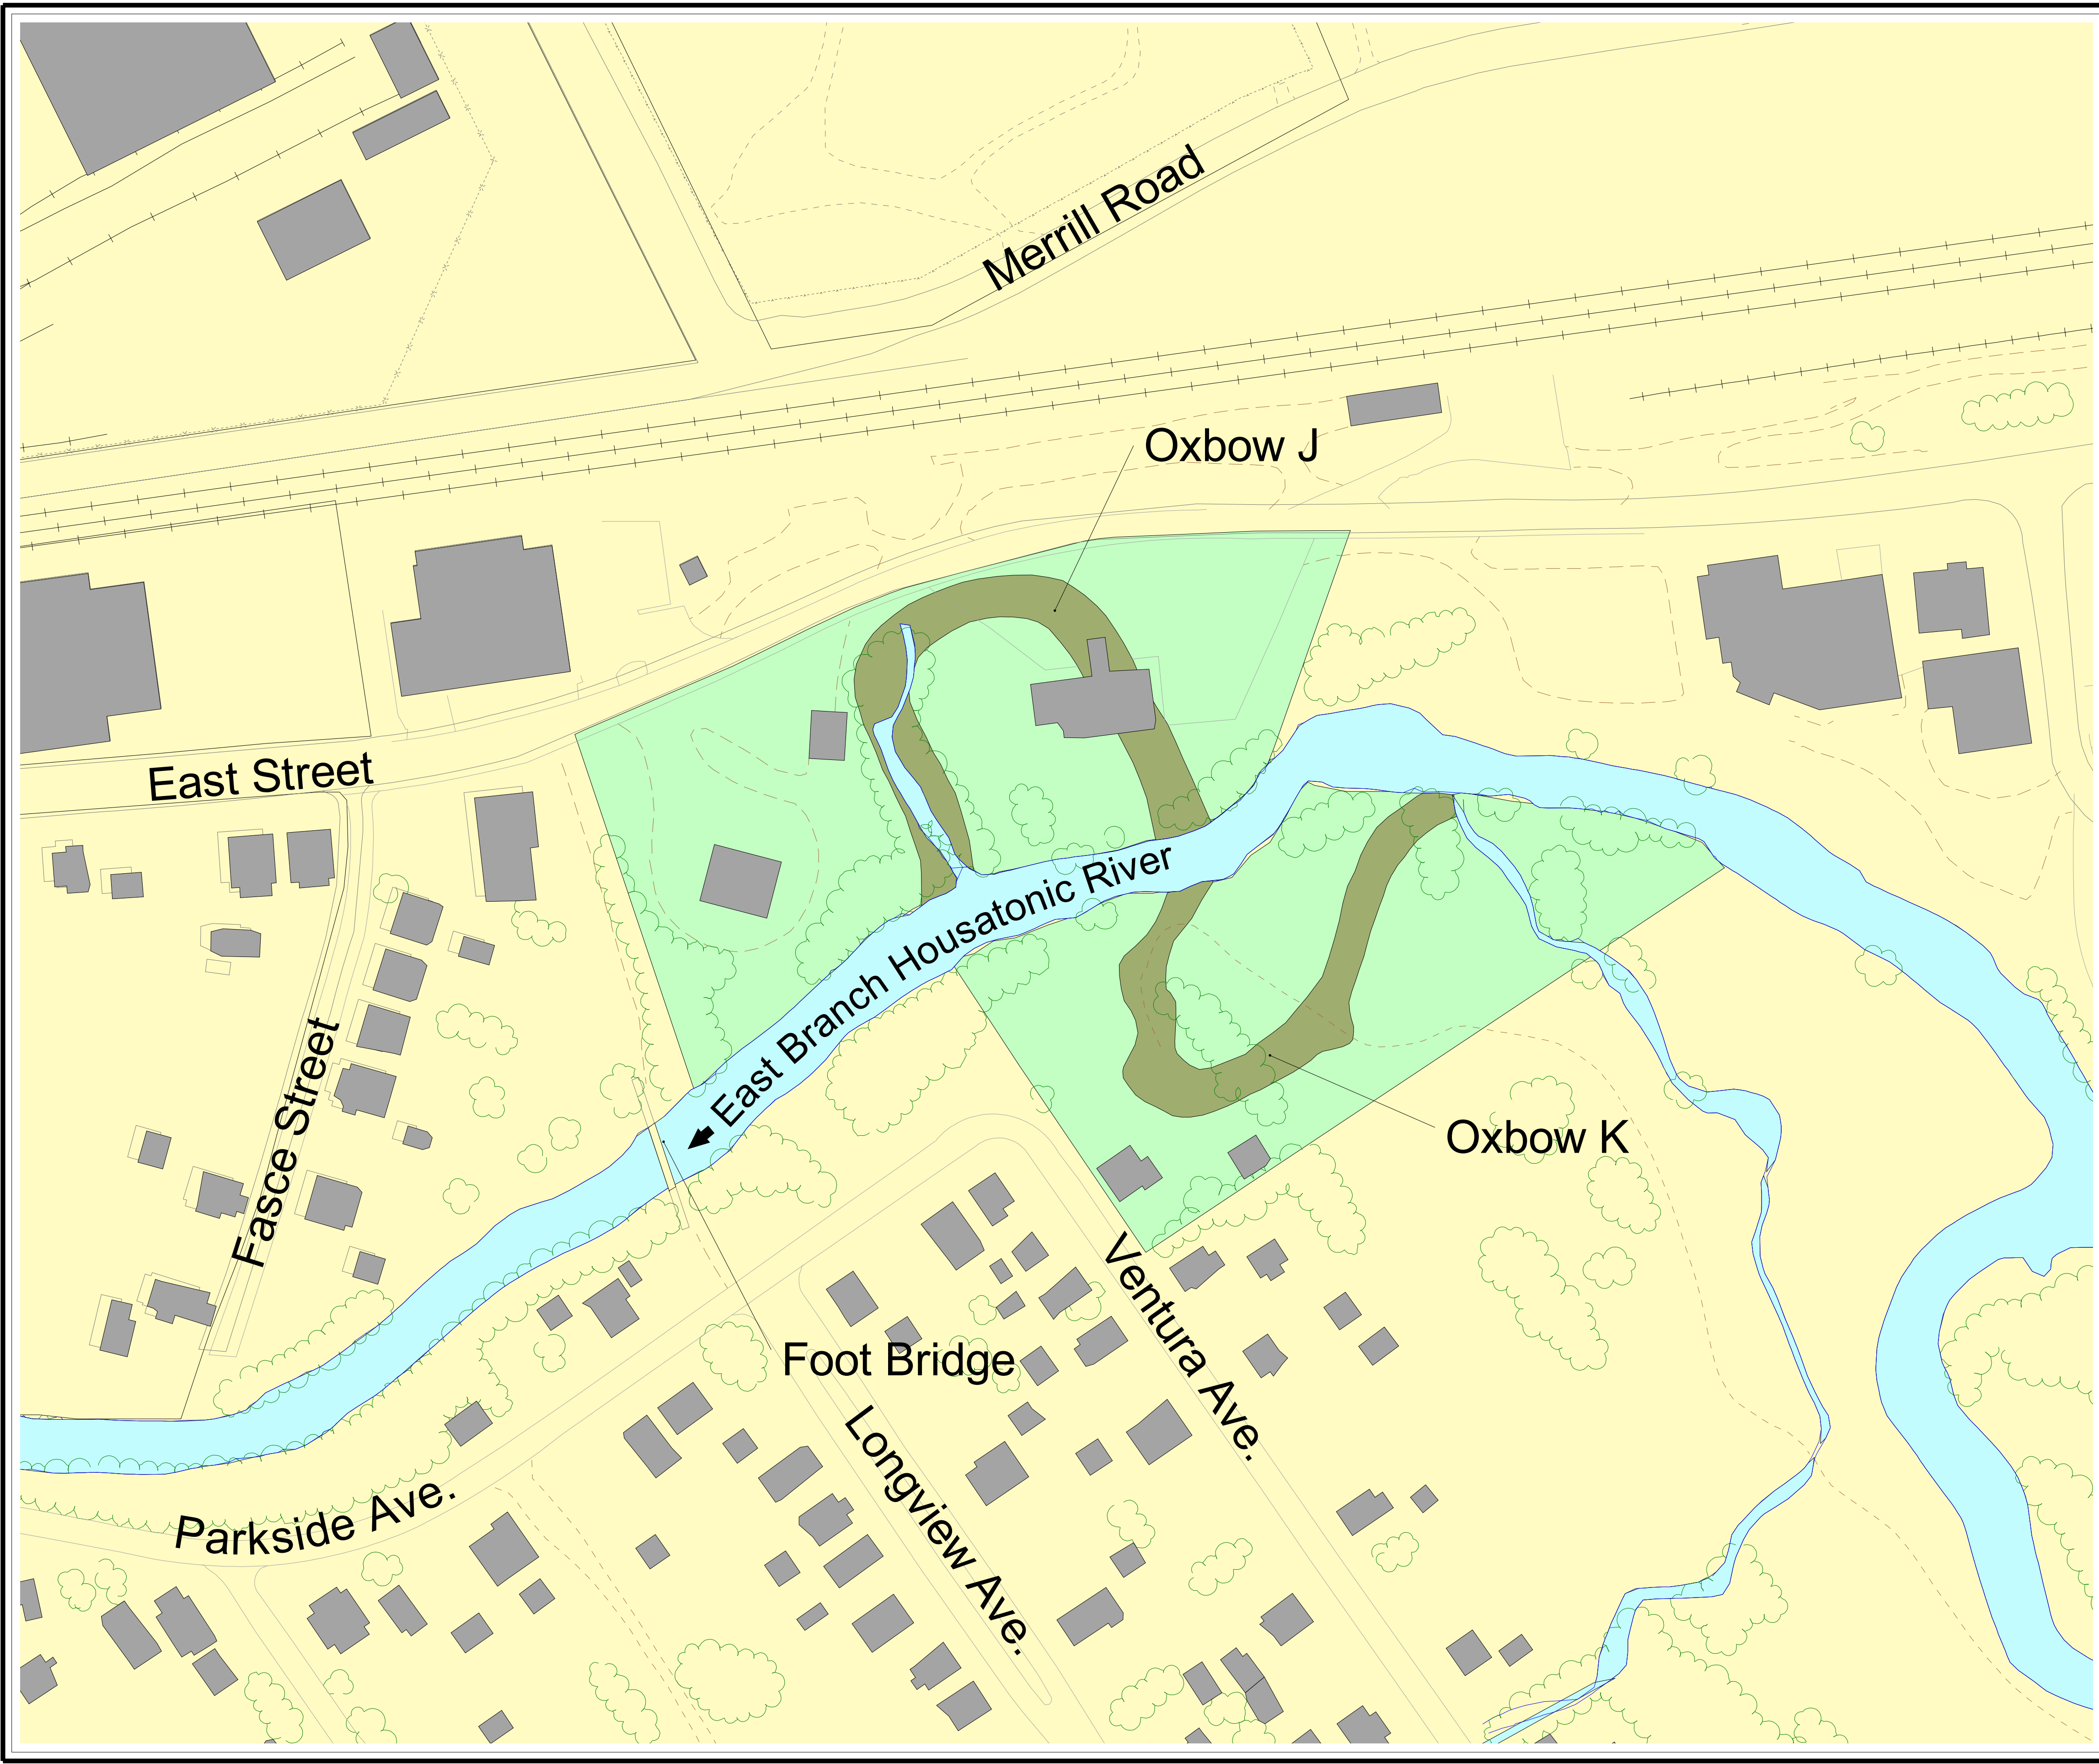 Merrill Road
Oxbow J
East Street
East Branch Housatonic River
Fasce Street
Oxbow K
Foot Bridge
Ventura Ave.
Longview Ave.
Parkside Ave.